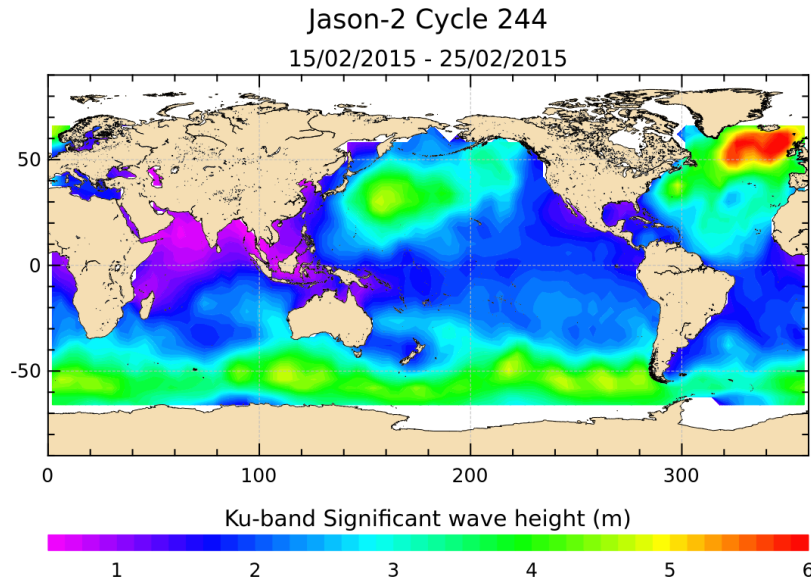 Jason-2 Cycle 244
15/02/2015 - 25/02/2015
50
0
-50
0 100 200 300
Ku-band Significant wave height (m)
1 2 3 4 5 6